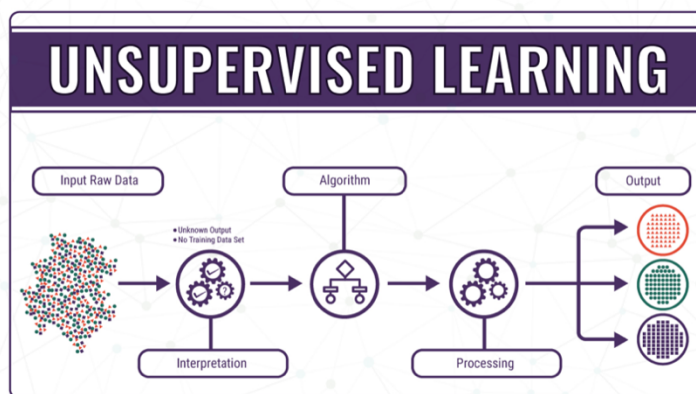 UNSUPERVISED LEARNING
Input Raw Data
Algorithm
Output
• Unknown Output
• No Training Data Set
?
Interpretation
Processing